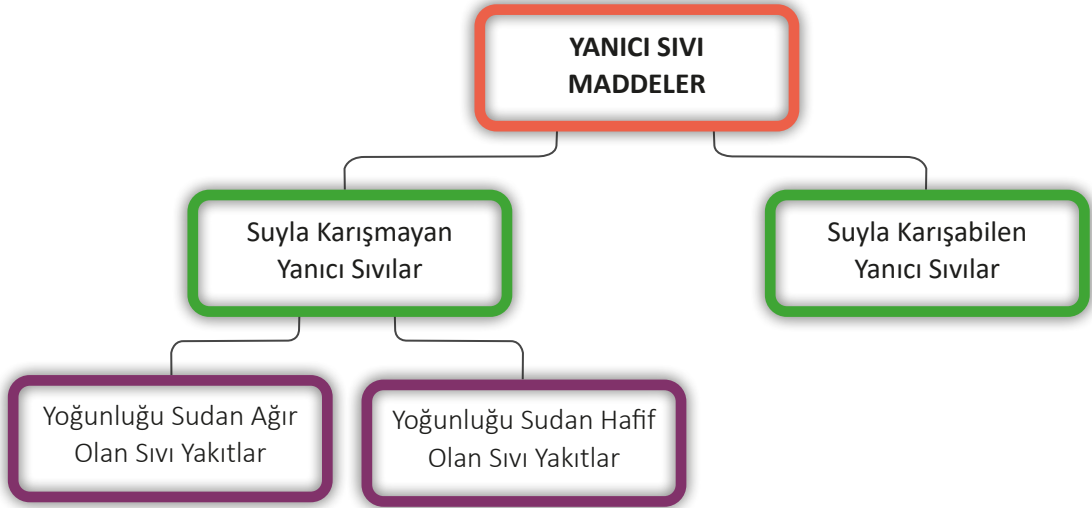 YANICI SIVI
MADDELER
Suyla Karışmayan
Yanıcı Sıvılar
Suyla Karışabilen
Yanıcı Sıvılar
Yoğunluğu Sudan Ağır
Olan Sıvı Yakıtlar
Yoğunluğu Sudan Hafif
Olan Sıvı Yakıtlar